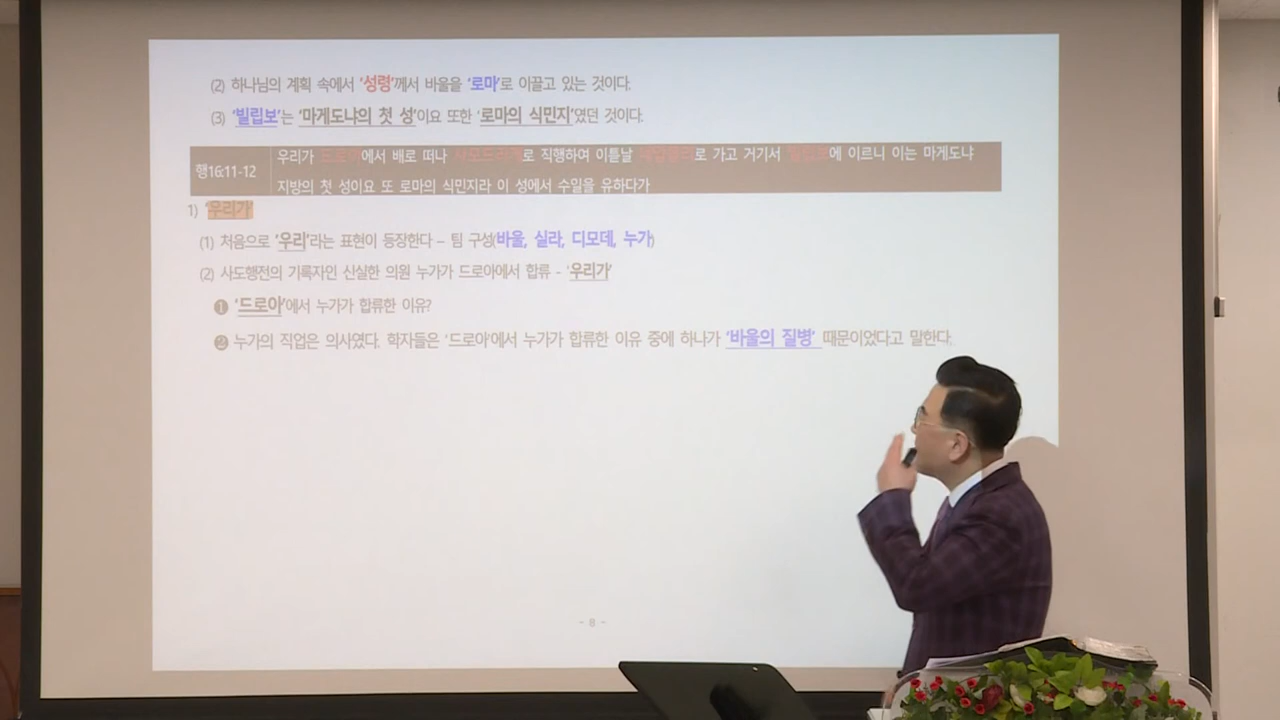 (2) 하나님의 계획 속에서 '성령'께서 바울을 '로마'로 이끌고 있는 것이다.
(3) '빌립보'는 '마게도냐의 첫 성'이요 또한 '로마의 식민지'였던 것이다.
행16:11-12
우리가 드로아에서 배로 떠나 사모드라게로 직행하여 이튿날 네압볼리로 가고 거기서 빌립보에 이르니 이는 마게도냐
지방의 첫 성이요 또 로마의 식민지라 이 성에서 수일을 유하다가
1) '우리가'
(1) 처음으로 '우리'라는 표현이 등장한다 – 팀 구성(바울, 실라, 디모데, 누가)
(2) 사도행전의 기록자인 신실한 의원 누가가 드로아에서 합류 - '우리가'
❶ '드로아'에서 누가가 합류한 이유?
❷ 누가의 직업은 의사였다. 학자들은 '드로아'에서 누가가 합류한 이유 중에 하나가 '바울의 질병' 때문이었다고 말한다.
- 8 -